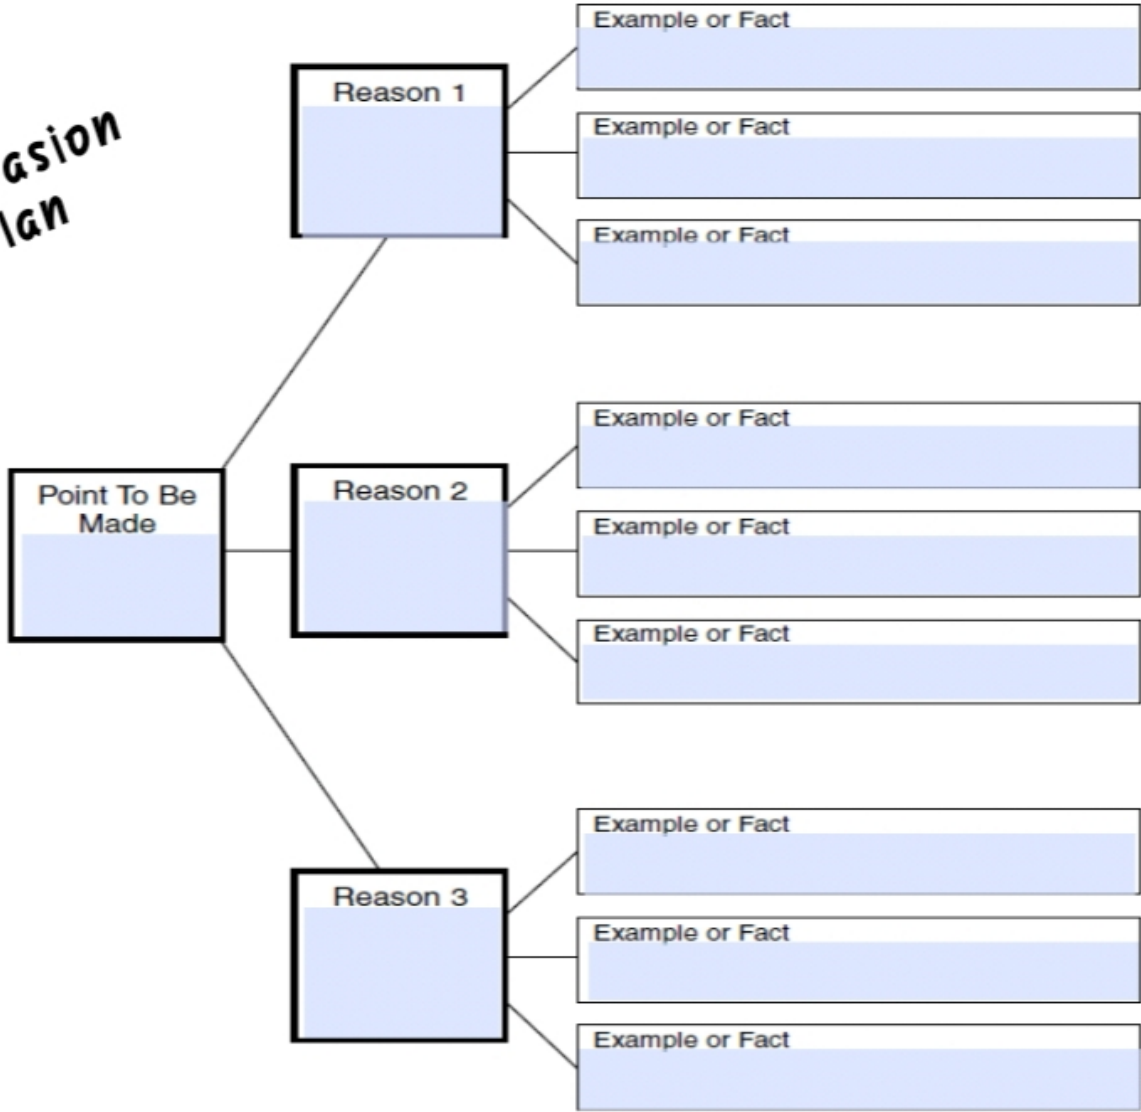 asion
lan
Reason 1
Example or Fact
Example or Fact
Example or Fact
Point To Be
Made
Reason 2
Example or Fact
Example or Fact
Example or Fact
Reason 3
Example or Fact
Example or Fact
Example or Fact